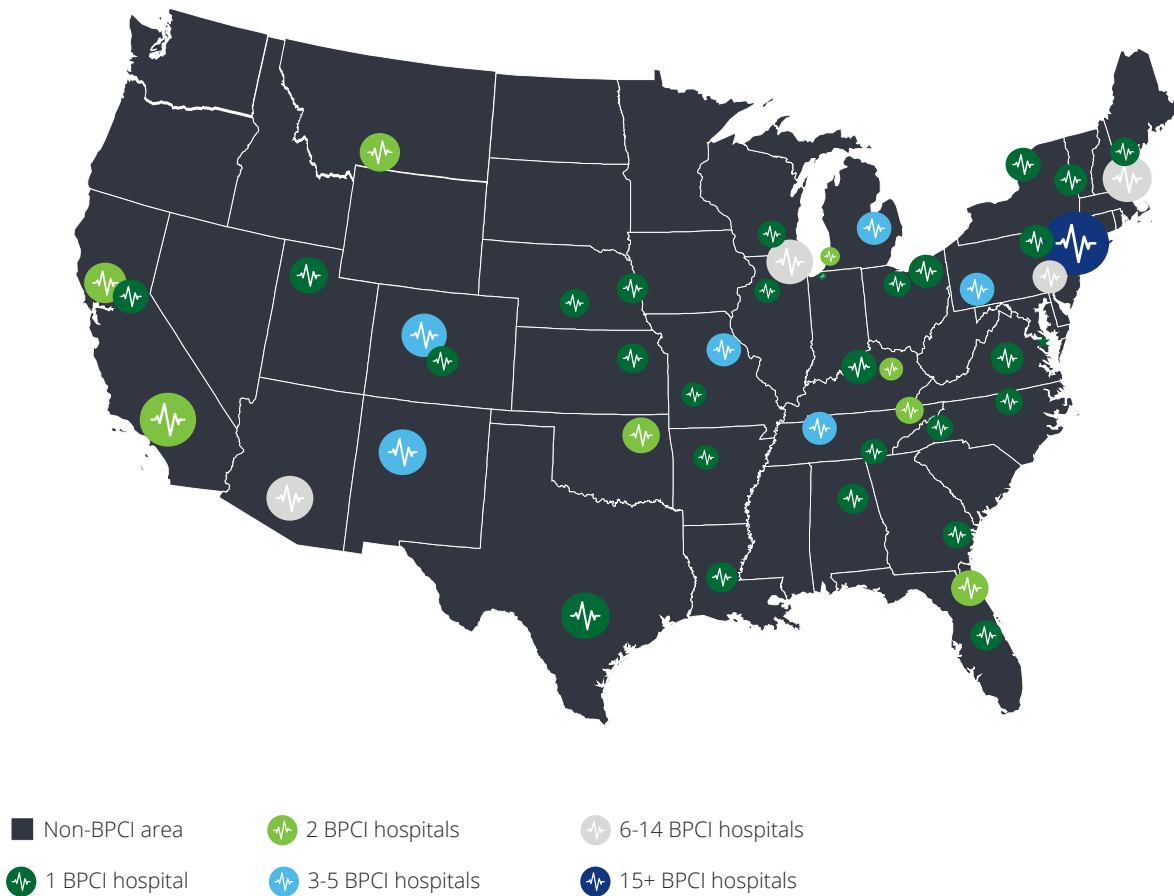 Non-BPCI area
2 BPCI hospitals
6-14 BPCI hospitals
1 BPCI hospital
3-5 BPCI hospitals
15+ BPCI hospitals